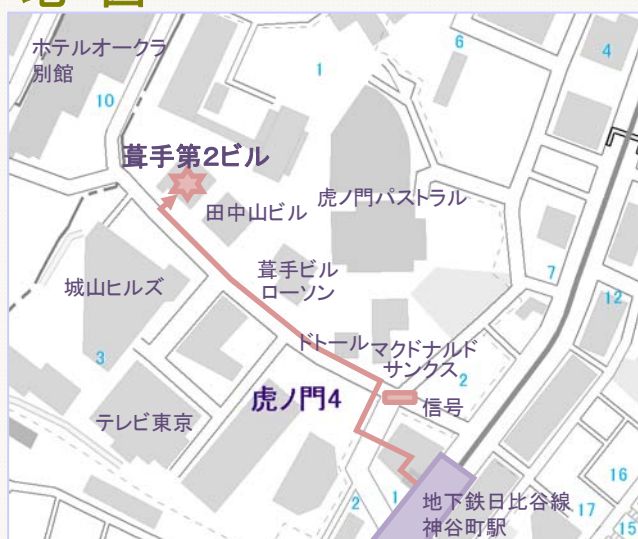 地 図
ホテルオークラ
別館
10
1
6
4
葺手第2ビル
田中山ビル
虎ノ門パストラル
葺手ビル
ローソン
城山ヒルズ
7
12
3
ドトール
マクドナルド
サンクス
2
虎ノ門4
信号
テレビ東京
16
2
1
地下鉄日比谷線
神谷町駅
17
15